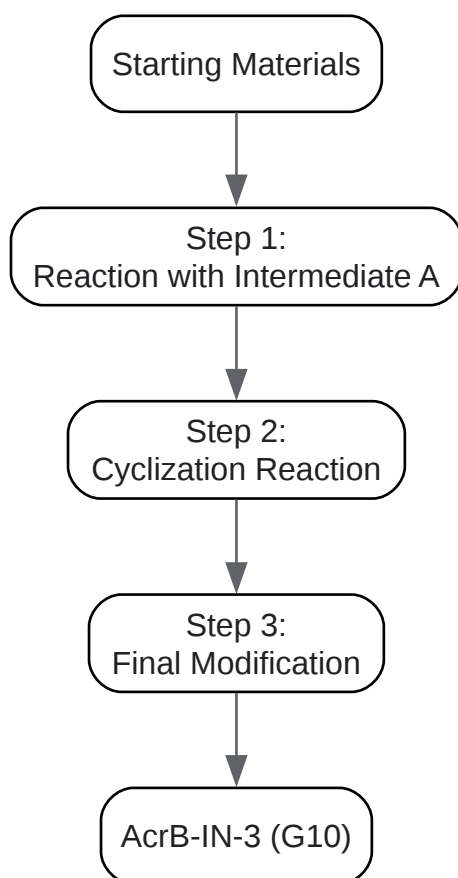 Starting Materials
Step 1:
Reaction with Intermediate A
Step 2:
Cyclization Reaction
Step 3:
Final Modification
AcrB-IN-3 (G10)